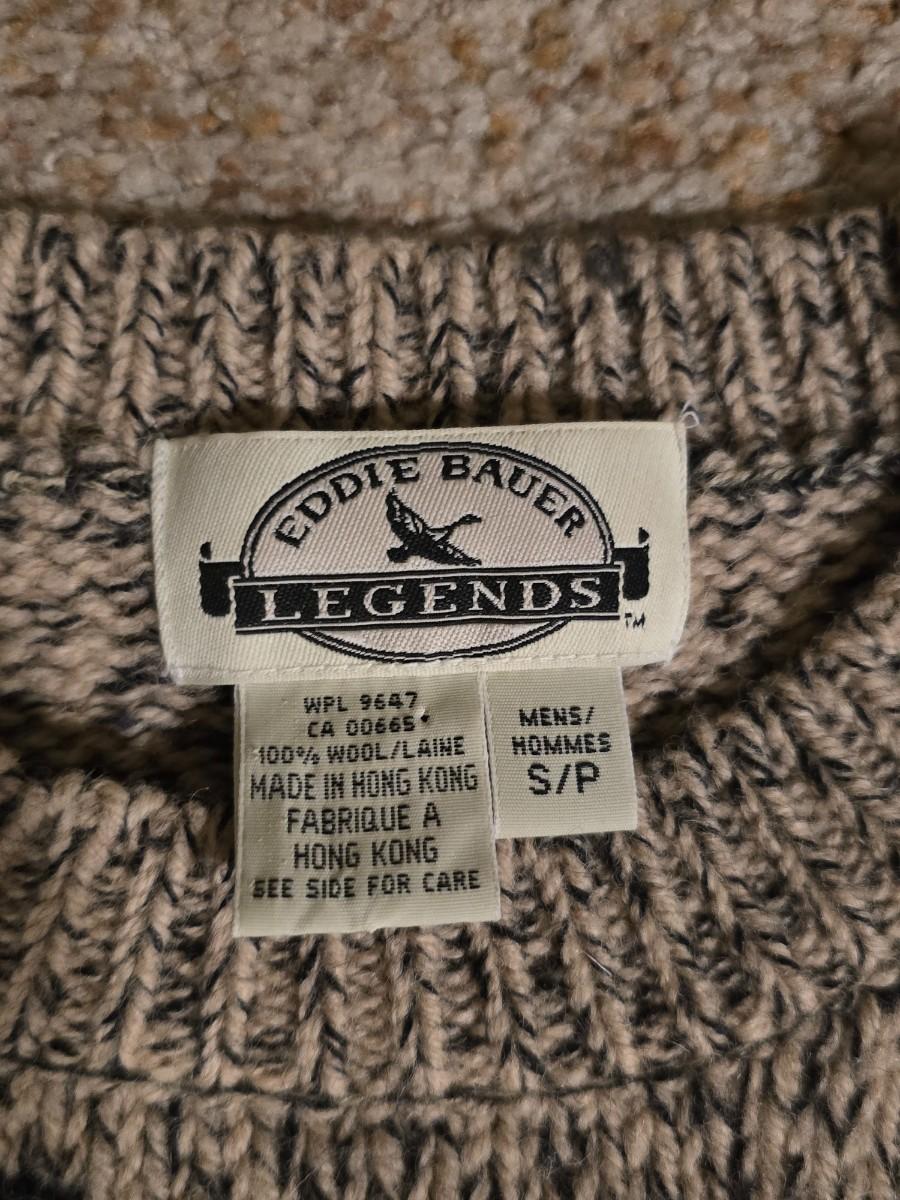 EDDIE BAUER
LEGENDS
TM
WPL 9647
CA 00665
100% WOOL/LAINE
MADE IN HONG KONG
FABRIQUE A
HONG KONG
SEE SIDE FOR CARE
MENS/
HOMMES
S/P